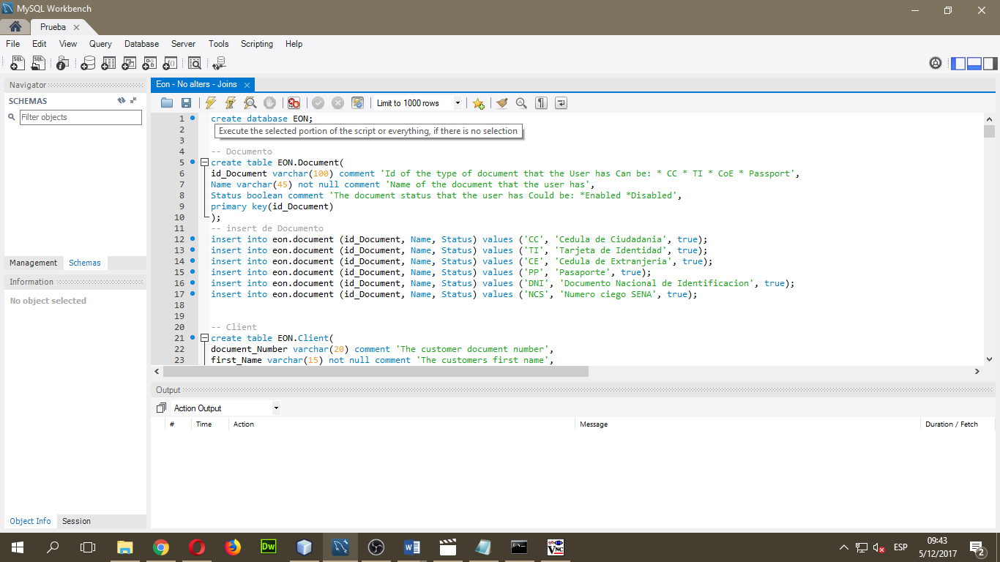 MySQL Workbench
Prueba
File Edit View Query Database Server Tools Scripting Help
Navigator
SCHEMAS
Filter objects
Management Schemas
Information
No object selected
Object Info Session
Eon - No alters - Joins
Limit to 1000 rows
1 create database EON;
2
Execute the selected portion of the script or everything, if there is no selection
3
4 -- Documento
5 create table EON.Document(
6 id_Document varchar(100) comment 'Id of the type of document that the User has Can be: * CC * TI * CoE * Passport',
7 Name varchar(45) not null comment 'Name of the document that the user has',
8 Status boolean comment 'The document status that the user has Could be: *Enabled *Disabled',
9 primary key(id_Document)
10 );
11 -- insert de Documento
12 insert into eon.document (id_Document, Name, Status) values ('CC', 'Cedula de Ciudadania', true);
13 insert into eon.document (id_Document, Name, Status) values ('TI', 'Tarjeta de Identidad', true);
14 insert into eon.document (id_Document, Name, Status) values ('CE', 'Cedula de Extranjeria', true);
15 insert into eon.document (id_Document, Name, Status) values ('PP', 'Pasaporte', true);
16 insert into eon.document (id_Document, Name, Status) values ('DNI', 'Documento Nacional de Identificacion', true);
17 insert into eon.document (id_Document, Name, Status) values ('NCS', 'Numero ciego SENA', true);
18
19
20 -- Client
21 create table EON.Client(
22 document_Number varchar(20) comment 'The customer document number',
23 first_Name varchar(15) not null comment 'The customers first name',
Output
Action Output
# Time Action Message Duration / Fetch
Dw
W
VNC
ESP
09:43
5/12/2017
2